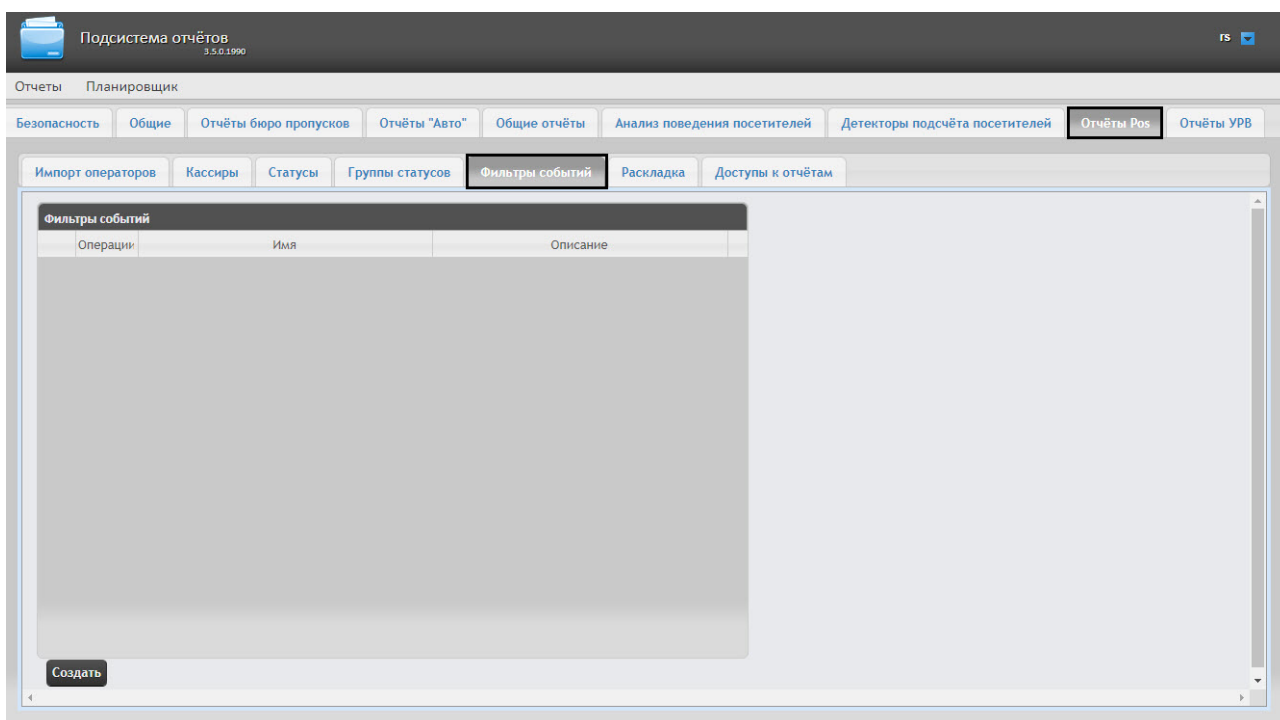 Подсистема отчётов
3.5.0.1990
rs
Отчеты Планировщик
Безопасность Общие Отчёты бюро пропусков Отчёты "Авто" Общие отчёты Анализ поведения посетителей Детекторы подсчёта посетителей Отчёты Pos Отчёты УРВ
Импорт операторов Кассиры Статусы Группы статусов Фильтры событий Раскладка Доступы к отчётам
Фильтры событий
Операции Имя Описание
Создать